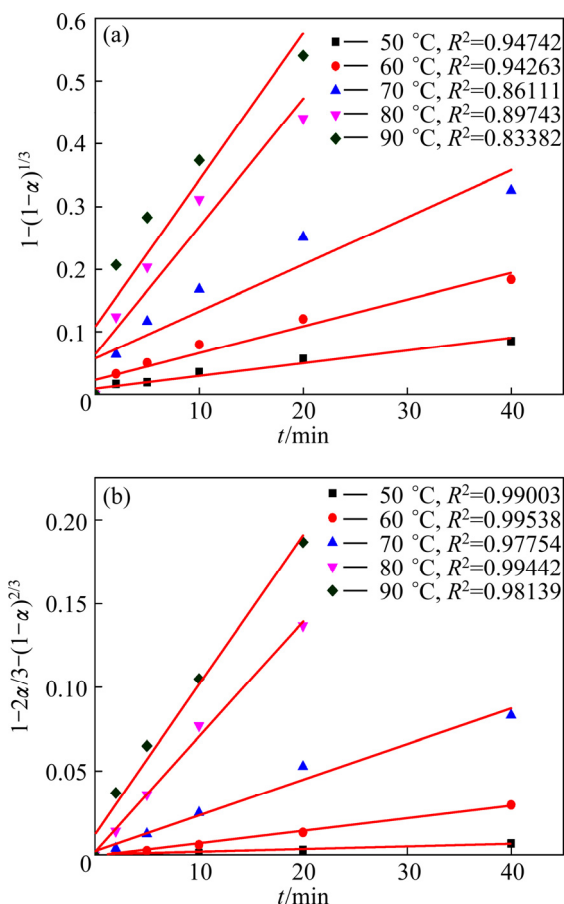 (a)
0.6
0.5
0.4
0.3
0.2
0.1
0
1−(1−α)^{1/3}
50 °C, R²=0.94742
60 °C, R²=0.94263
70 °C, R²=0.86111
80 °C, R²=0.89743
90 °C, R²=0.83382
10 20 30 40
t/min
(b)
0.20
0.15
0.10
0.05
0
1−2α/3−(1−α)^{2/3}
50 °C, R²=0.99003
60 °C, R²=0.99538
70 °C, R²=0.97754
80 °C, R²=0.99442
90 °C, R²=0.98139
10 20 30 40
t/min